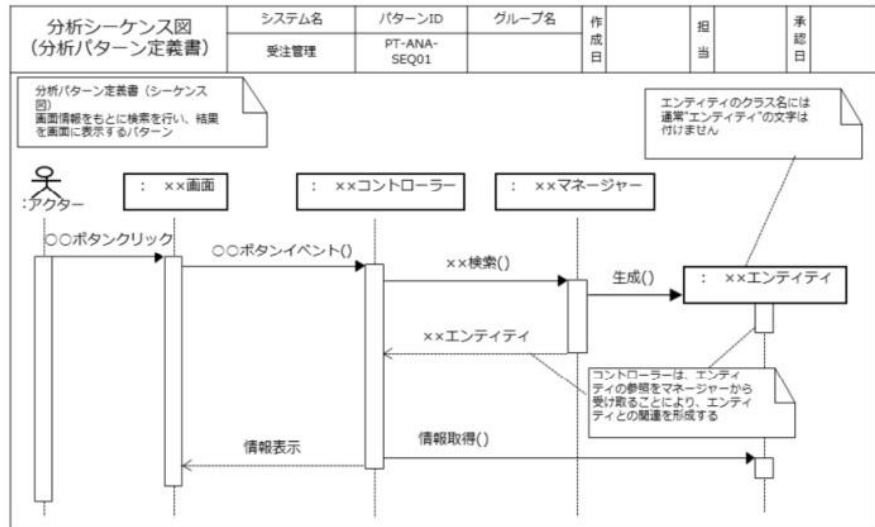 分析シーケンス図
（分析パターン定義書）
システム名
受注管理
パターンID
PT-ANA-
SEQ01
グループ名
作成日
担当
承認日
分析パターン定義書（シーケンス
図）
画面情報をもとに検索を行い、結果
を画面に表示するパターン
エンティティのクラス名には
通常“エンティティ”の文字は
付けません
：アクター
： ××画面
： ××コントローラー
： ××マネージャー
○○ボタンクリック
○○ボタンイベント()
××検索()
生成()
： ××エンティティ
××エンティティ
コントローラーは、エンティ
ティの参照をマネージャーから
受け取ることにより、エンティ
ティとの関連を形成する
情報表示
情報取得()